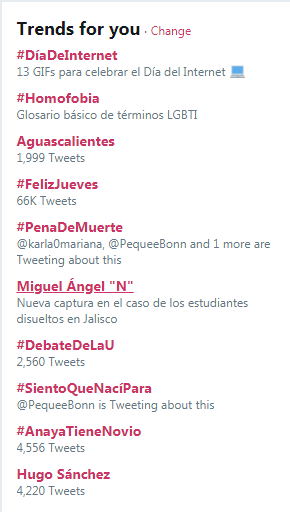 Trends for you · Change
#DíaDeInternet
13 GIFs para celebrar el Día del Internet 💻
#Homofobia
Glosario básico de términos LGBTI
Aguascalientes
1,999 Tweets
#FelizJueves
66K Tweets
#PenaDeMuerte
@karla0mariana, @PequeeBonn and 1 more are
Tweeting about this
Miguel Ángel "N"
Nueva captura en el caso de los estudiantes
disueltos en Jalisco
#DebateDeLaU
2,560 Tweets
#SientoQueNacíPara
@PequeeBonn is Tweeting about this
#AnayaTieneNovio
4,556 Tweets
Hugo Sánchez
4,220 Tweets